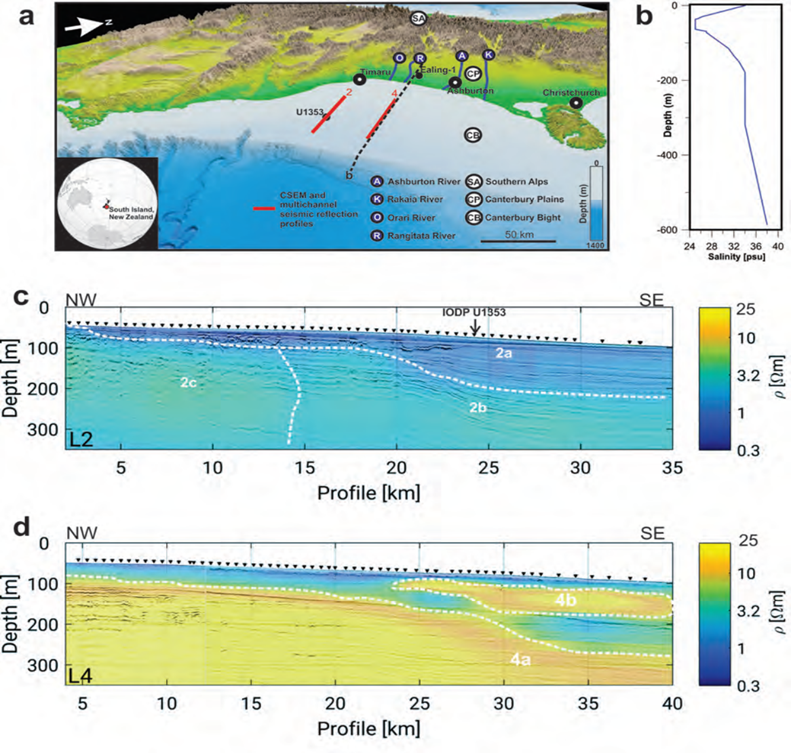 a
N
SA
O
R
A
K
Timaru
Ealing-1
CP
Ashburton
Christchurch
2
4
U1353
CB
b
South Island,
New Zealand
CSEM and
multichannel
seismic reflection
profiles
A Ashburton River
K Rakaia River
O Orari River
R Rangitata River
SA Southern Alps
CP Canterbury Plains
CB Canterbury Bight
50 km
0
Depth (m)
1400
b
0
-200
-400
-600
Depth (m)
24 28 32 36 40
Salinity [psu]
c
NW
SE
IODP U1353
0
100
200
300
Depth [m]
2a
2b
2c
L2
5 10 15 20 25 30 35
Profile [km]
25
10
3.2
1
0.3
ρ [Ωm]
d
NW
SE
0
100
200
300
Depth [m]
4b
4a
L4
5 10 15 20 25 30 35 40
Profile [km]
25
10
3.2
1
0.3
ρ [Ωm]